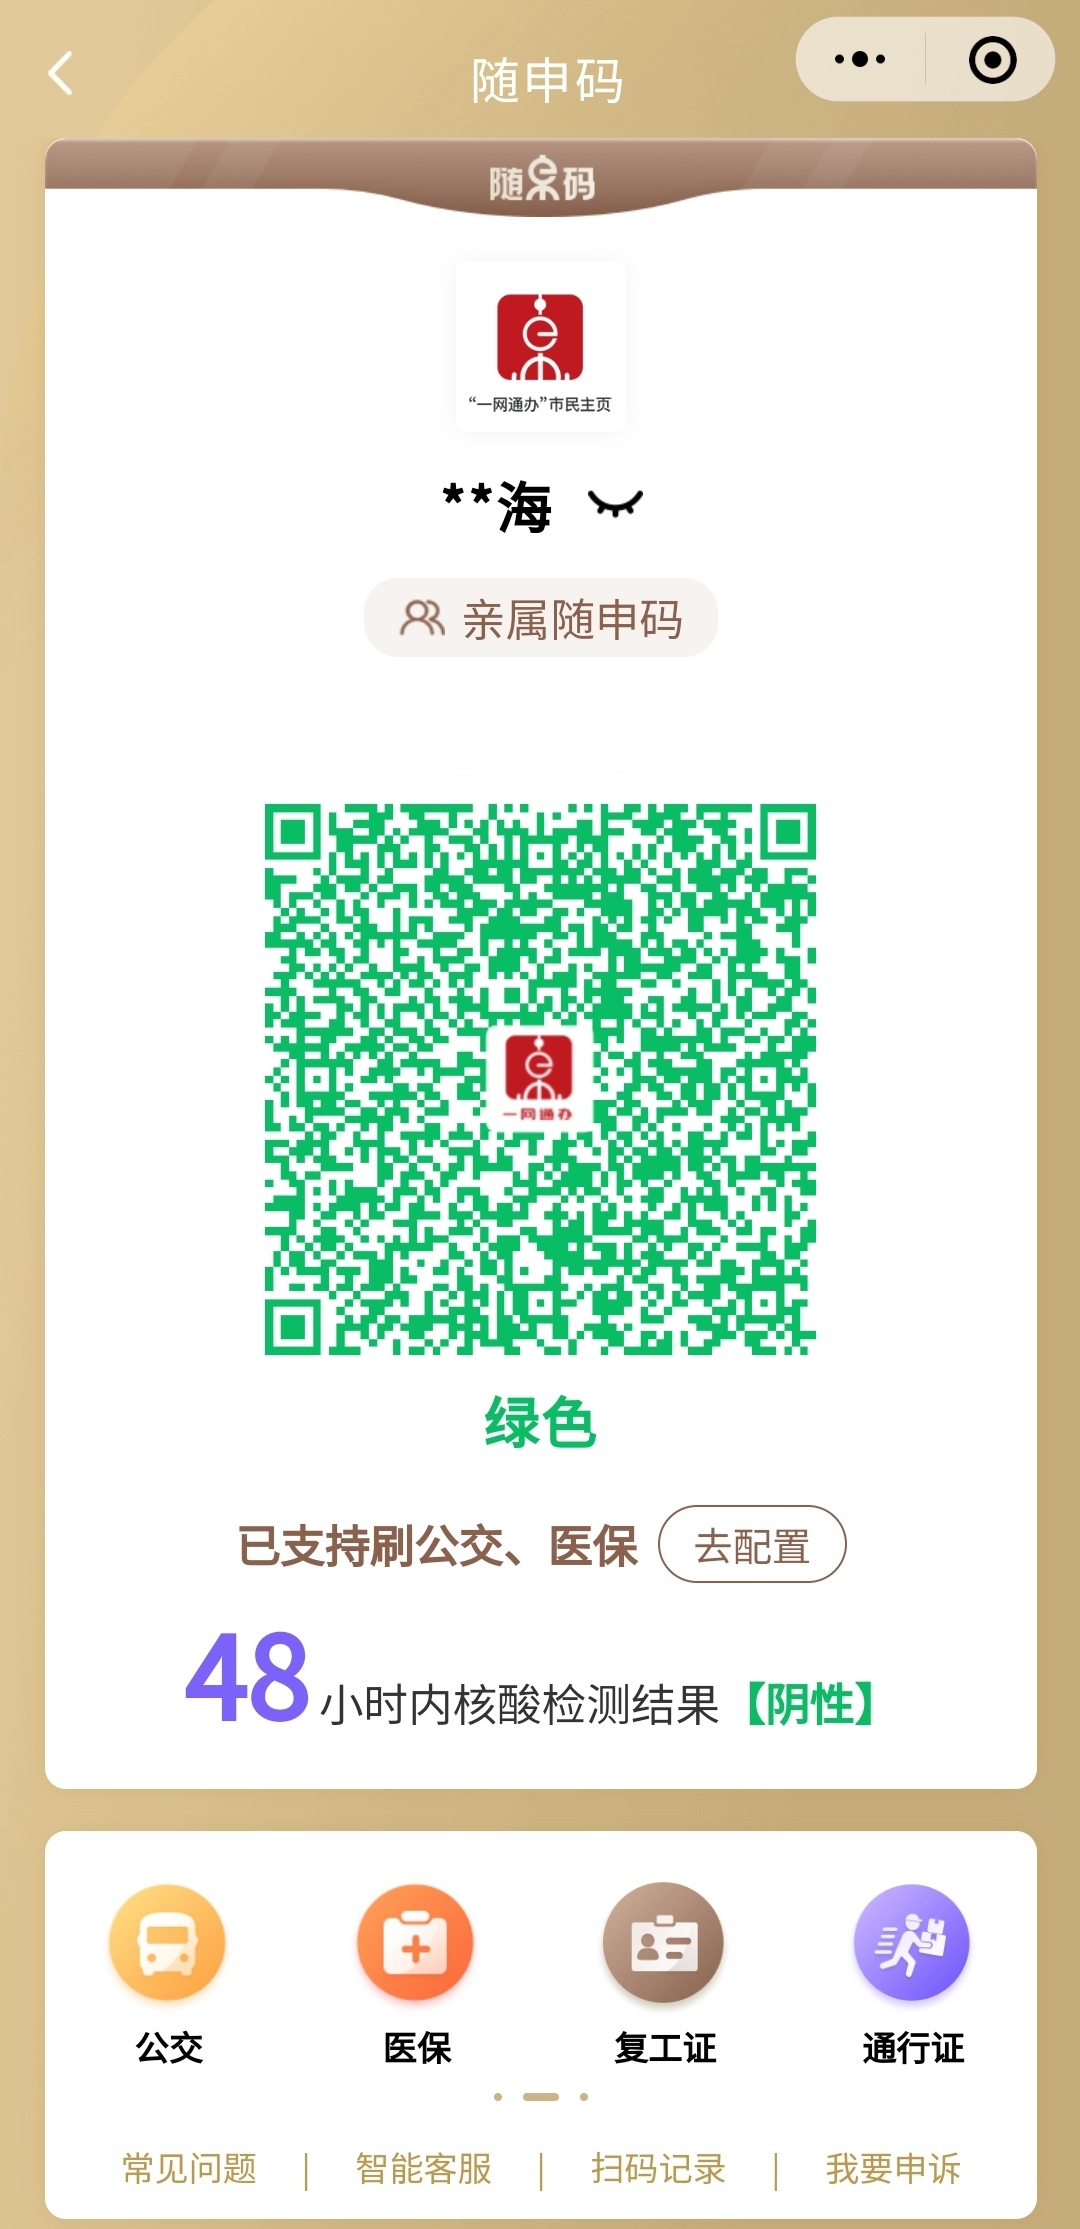 随申码
随申码
“一网通办”市民主页
**海
亲属随申码
一网通办
绿色
已支持刷公交、医保 去配置
48小时内核酸检测结果【阴性】
公交 医保 复工证 通行证
常见问题 | 智能客服 | 扫码记录 | 我要申诉